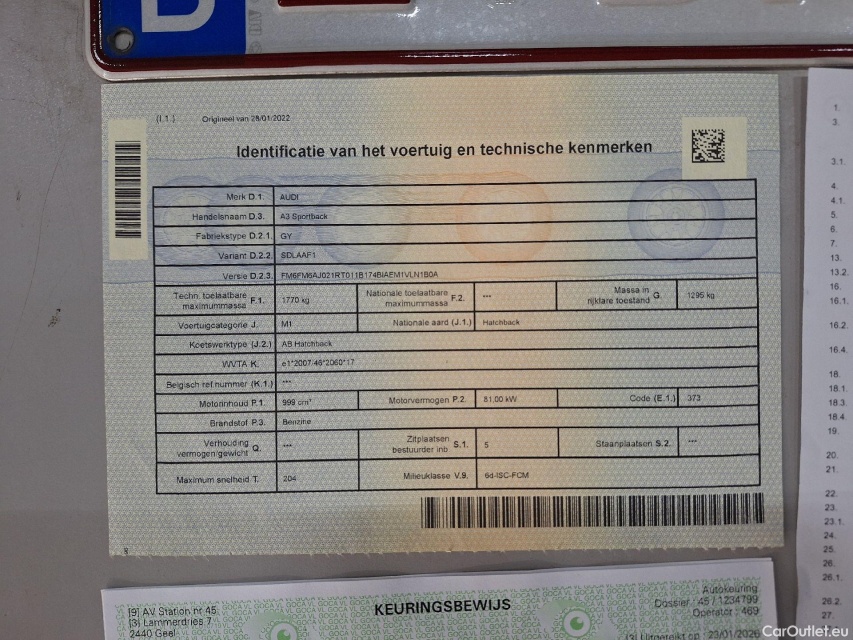 D
(I.1) Origineel van 28/01/2022
Identificatie van het voertuig en technische kenmerken
Merk D.1. AUDI
Handelsnaam D.3. A3 Sportback
Fabriekstype D.2.1. GY
Variant D.2.2. SDLAAF1
Versie D.2.3. FM6FM6AJ021RT011B174BIAEM1VLN1B0A
Techn. toelaatbare maximummassa F.1. 1770 kg Nationale toelaatbare maximummassa F.2. *** Massa in rijklare toestand G. 1295 kg
Voertuigcategorie J. M1 Nationale aard (J.1.) Hatchback
Koetswerktype (J.2.) AB Hatchback
WVTA K. e1*2007/46*2060*17
Belgisch ref nummer (K.1.) ***
Motorinhoud P.1. 999 cm³ Motorvermogen P.2. 81,00 kW Code (E.1.) 373
Brandstof P.3. Benzine
Verhouding vermogen/gewicht Q. *** Zitplaatsen bestuurder inb S.1. 5 Staanplaatsen S.2. ***
Maximum snelheid T. 204 Milieuklasse V.9. 6d-ISC-FCM
[9] AV Station nr 45
[3] Lammerdries 7
2440 Geel
KEURINGSBEWIJS
Autokeuring
Dossier : 45 / 1234799
Operator : 469
[3] Uitgereikt op : 23/01/2026
1.
3.
3.1.
4.
4.1.
5.
6.
7.
13.
13.2.
16.
16.1.
16.2.
16.4.
18.
18.1.
18.3.
18.4.
19.
20.
21.
22.
23.
23.1.
24.
25.
26.
26.1.
26.2.
27.
CarOutlet.eu